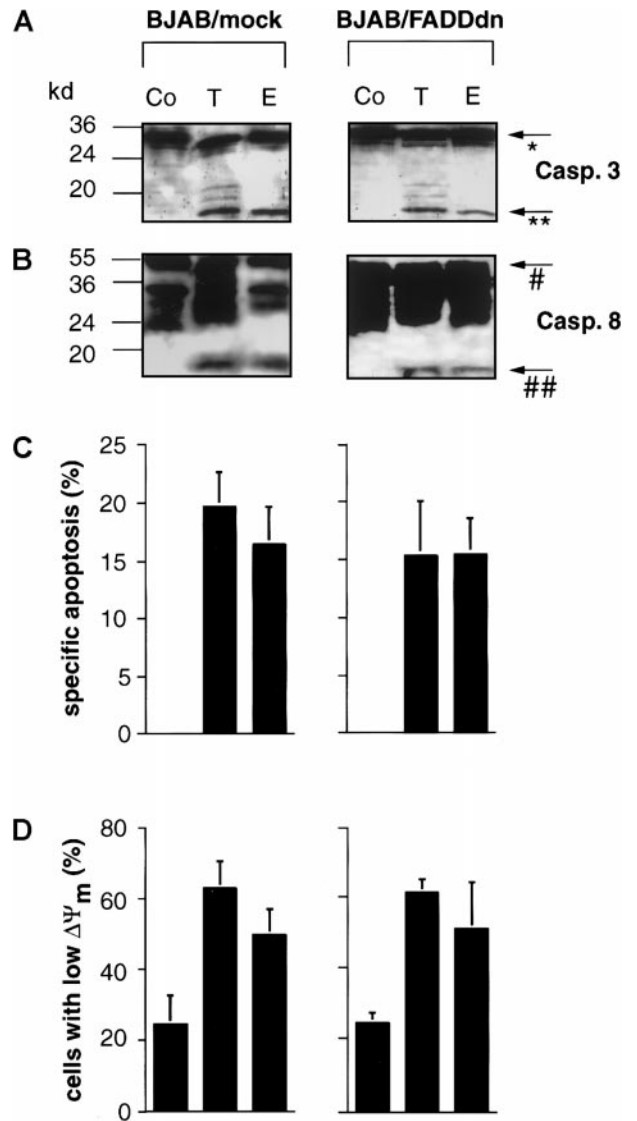 A BJAB/mock BJAB/FADDdn
kd Co T E Co T E
36
24
20
*
Casp. 3
**
B 55
36
24
20
#
Casp. 8
##
C
specific apoptosis (%)
25
20
15
10
5
0
D
cells with low ΔΨm (%)
80
60
40
20
0